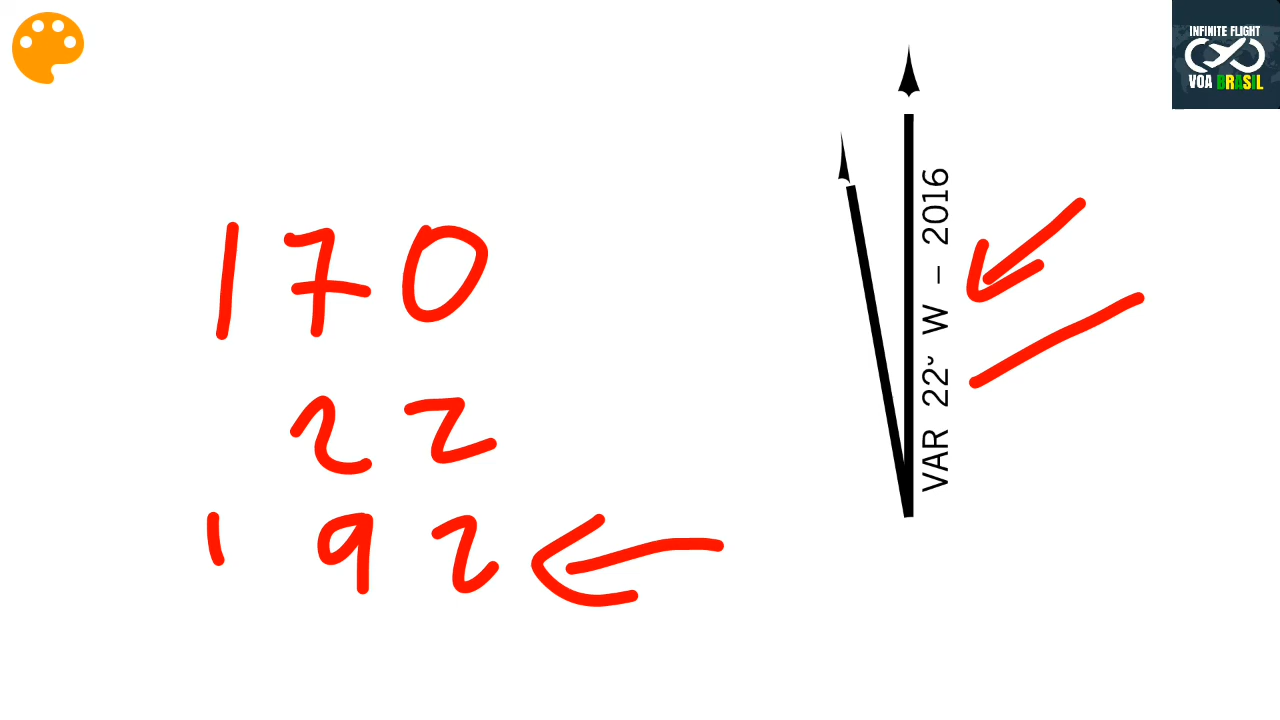 INFINITE FLIGHT
VOA BRASIL
170
22
192
VAR 22° W - 2016